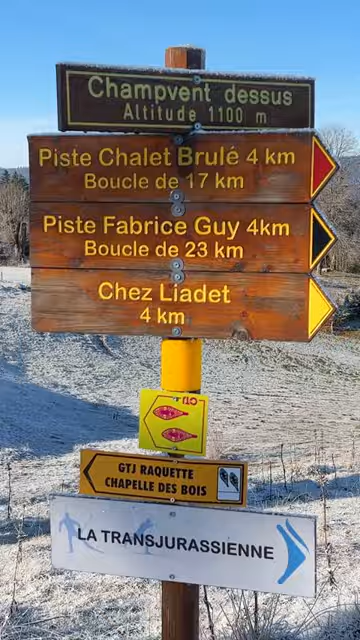 Champvent dessus
Altitude 1100 m
Piste Chalet Brulé 4 km
Boucle de 17 km
Piste Fabrice Guy 4km
Boucle de 23 km
Chez Liadet
4 km
GTJ
GTJ RAQUETTE
CHAPELLE DES BOIS
LA TRANSJURASSIENNE